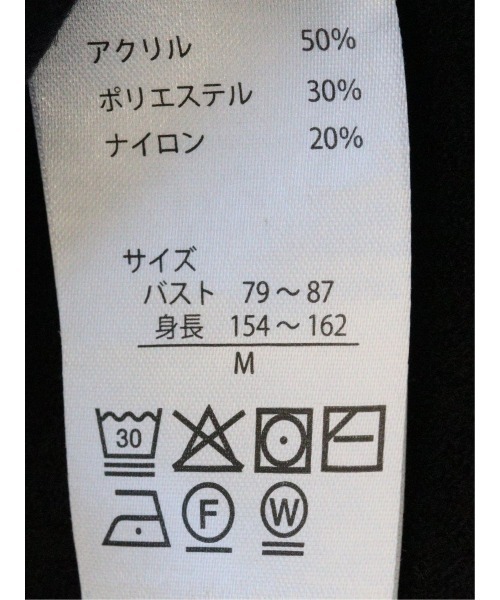 アクリル 50%
ポリエステル 30%
ナイロン 20%
サイズ
バスト 79～87
身長 154～162
M
30
F W